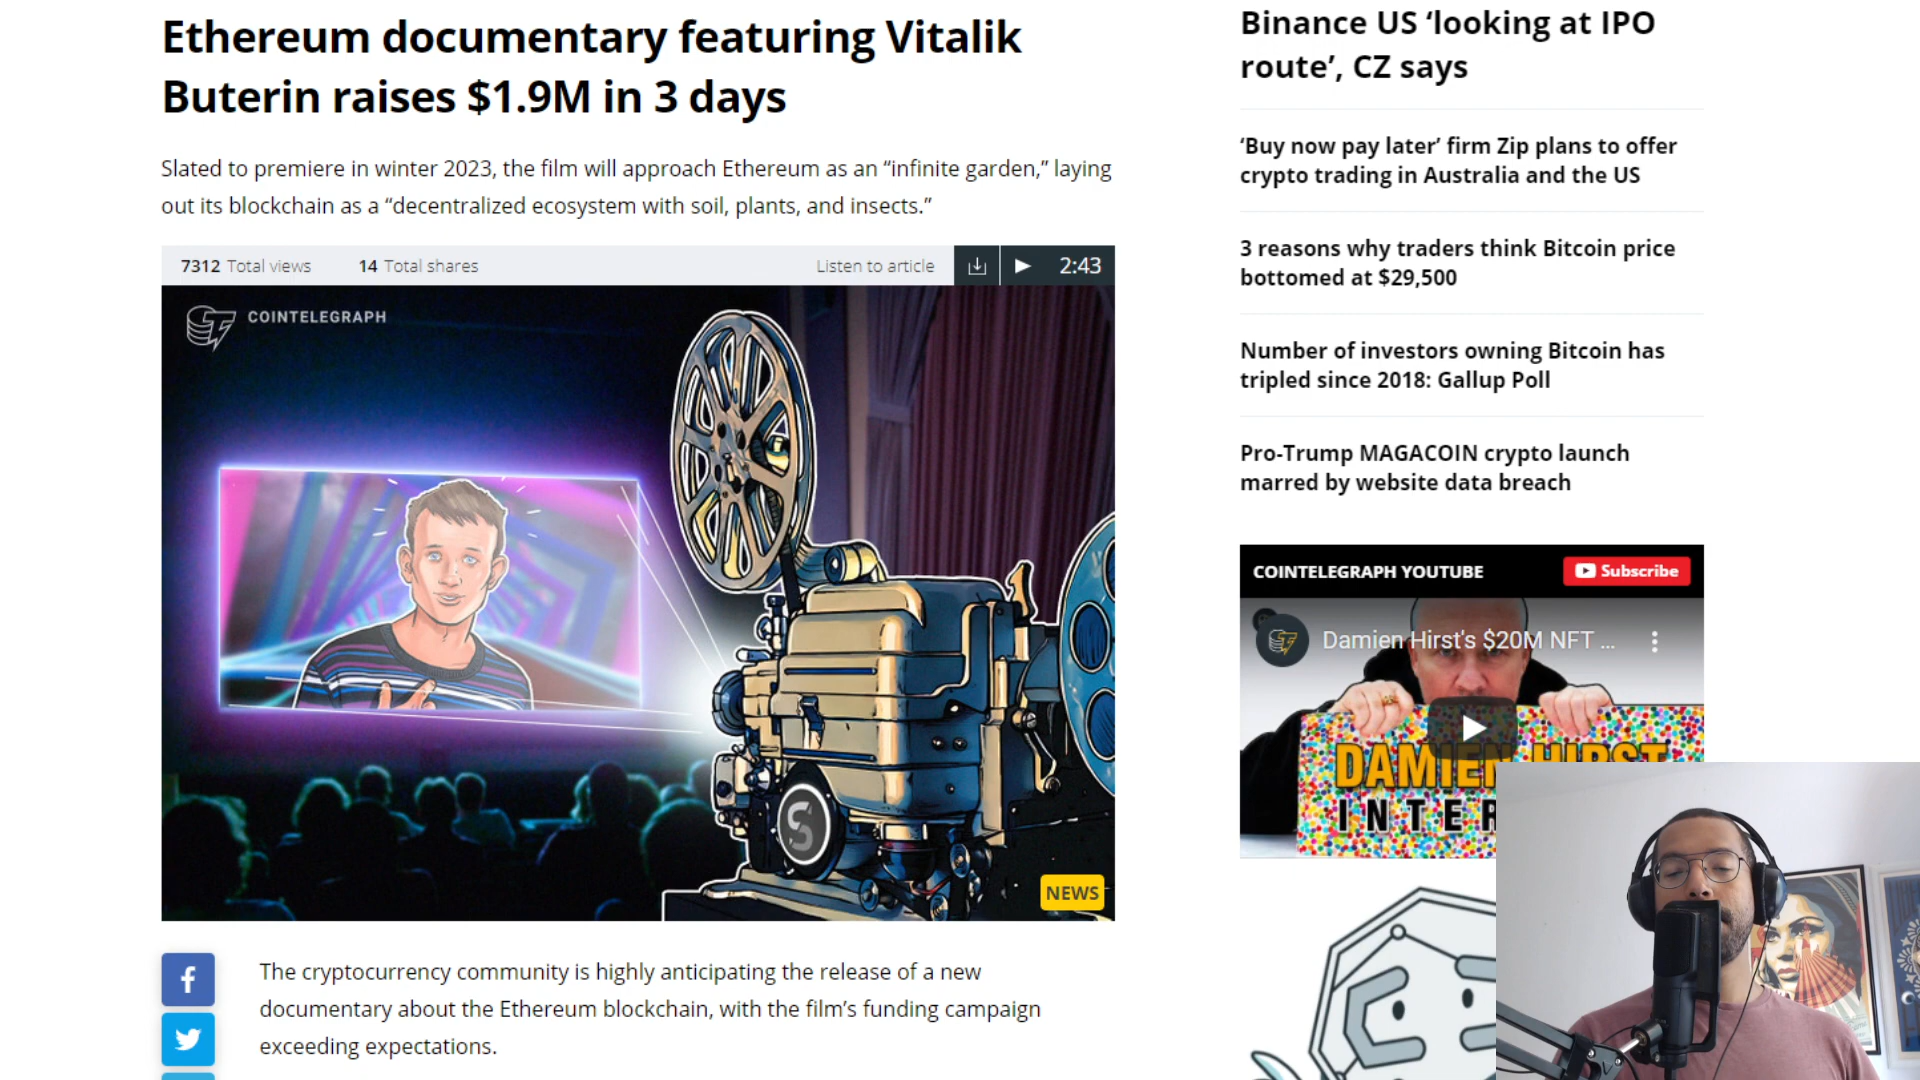 Ethereum documentary featuring Vitalik
Buterin raises $1.9M in 3 days
Slated to premiere in winter 2023, the film will approach Ethereum as an “infinite garden,” laying
out its blockchain as a “decentralized ecosystem with soil, plants, and insects.”
7312 Total views 14 Total shares Listen to article 2:43
COINTELEGRAPH
NEWS
The cryptocurrency community is highly anticipating the release of a new
documentary about the Ethereum blockchain, with the film’s funding campaign
exceeding expectations.
Binance US ‘looking at IPO
route’, CZ says
‘Buy now pay later’ firm Zip plans to offer
crypto trading in Australia and the US
3 reasons why traders think Bitcoin price
bottomed at $29,500
Number of investors owning Bitcoin has
tripled since 2018: Gallup Poll
Pro-Trump MAGACOIN crypto launch
marred by website data breach
COINTELEGRAPH YOUTUBE Subscribe
Damien Hirst's $20M NFT ...
DAMIEN HIRST
INTER